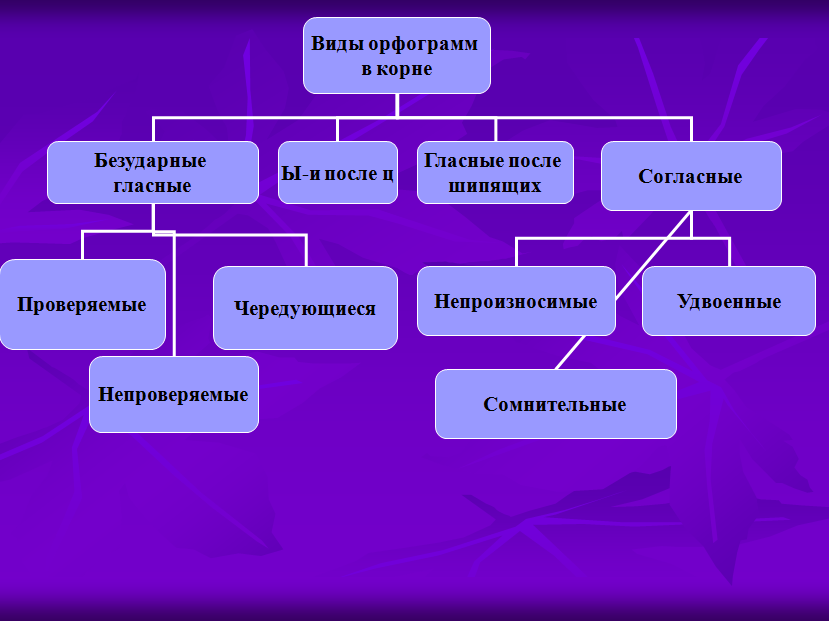 Виды орфограмм
в корне
Безударные
гласные
Ы-и после ц
Гласные после
шипящих
Согласные
Проверяемые
Чередующиеся
Непроизносимые
Удвоенные
Непроверяемые
Сомнительные